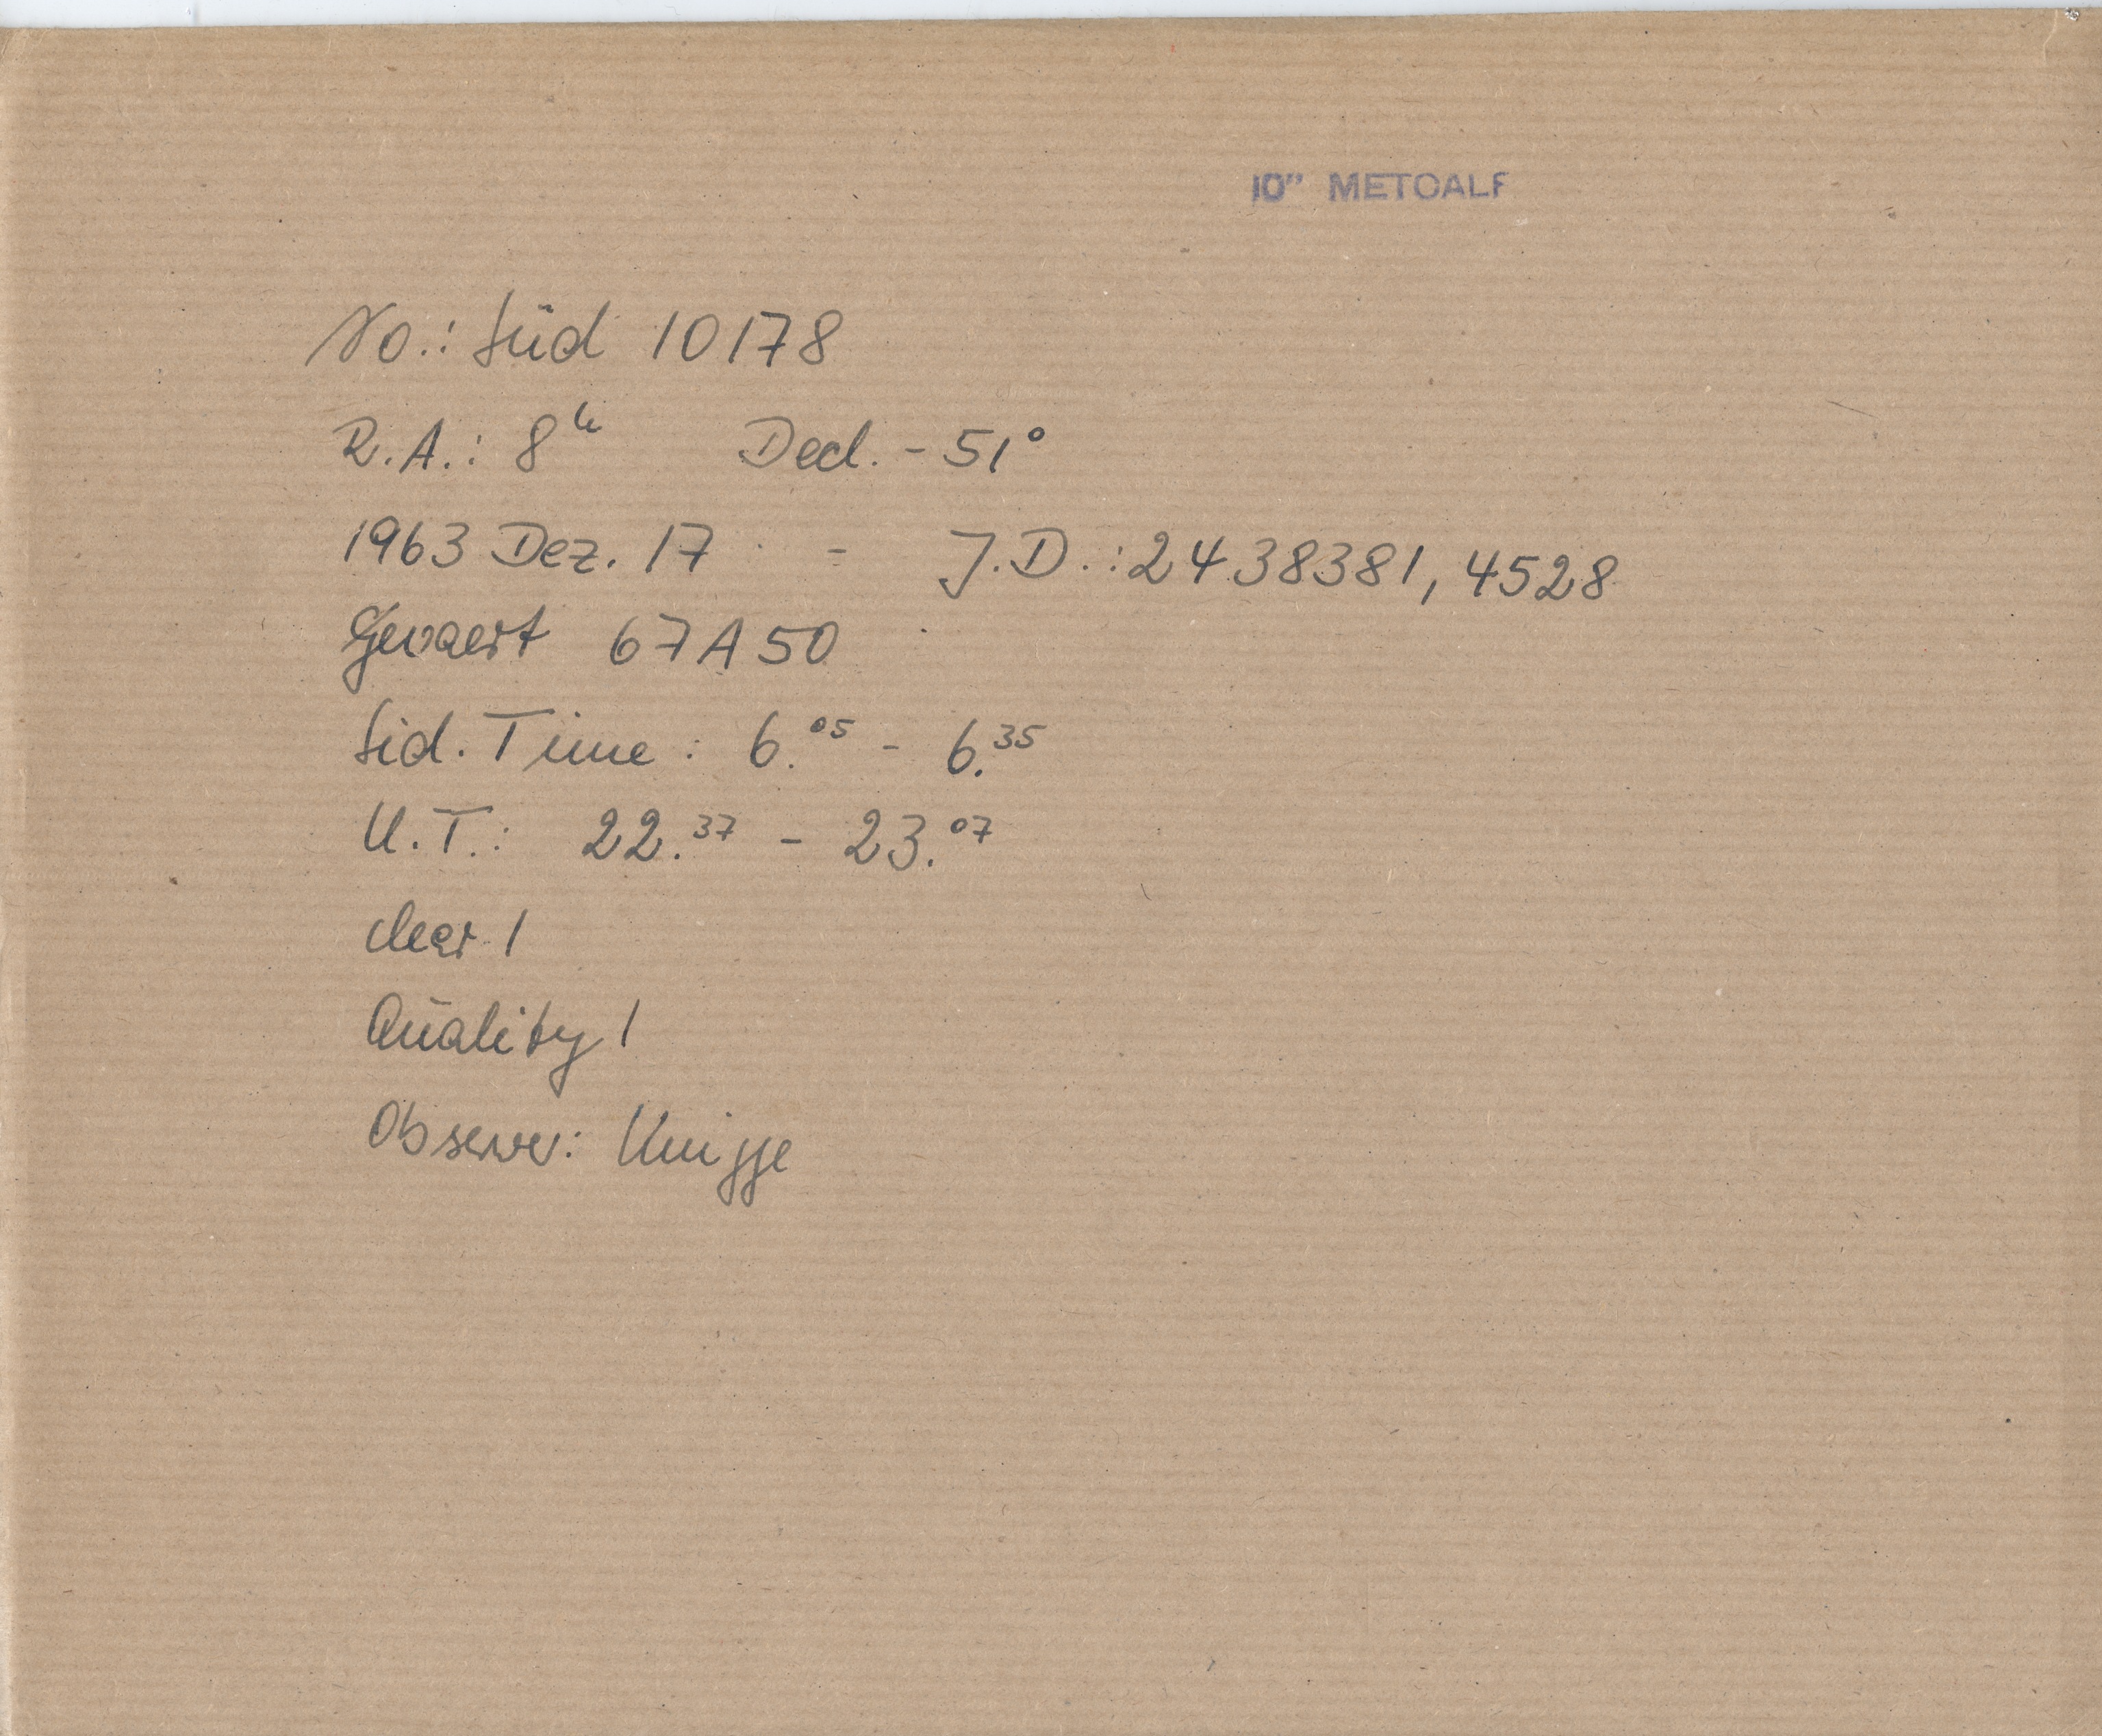 10" METCALF
No.: Süd 10178
R.A.: 8h Decl. - 51°
1963 Dez. 17 - J.D.: 2438381,4528
Gevaert 67A50
Sid. Time: 6.05 - 6.35
U.T.: 22.37 - 23.07
clear 1
Quality 1
Observer: Knigge